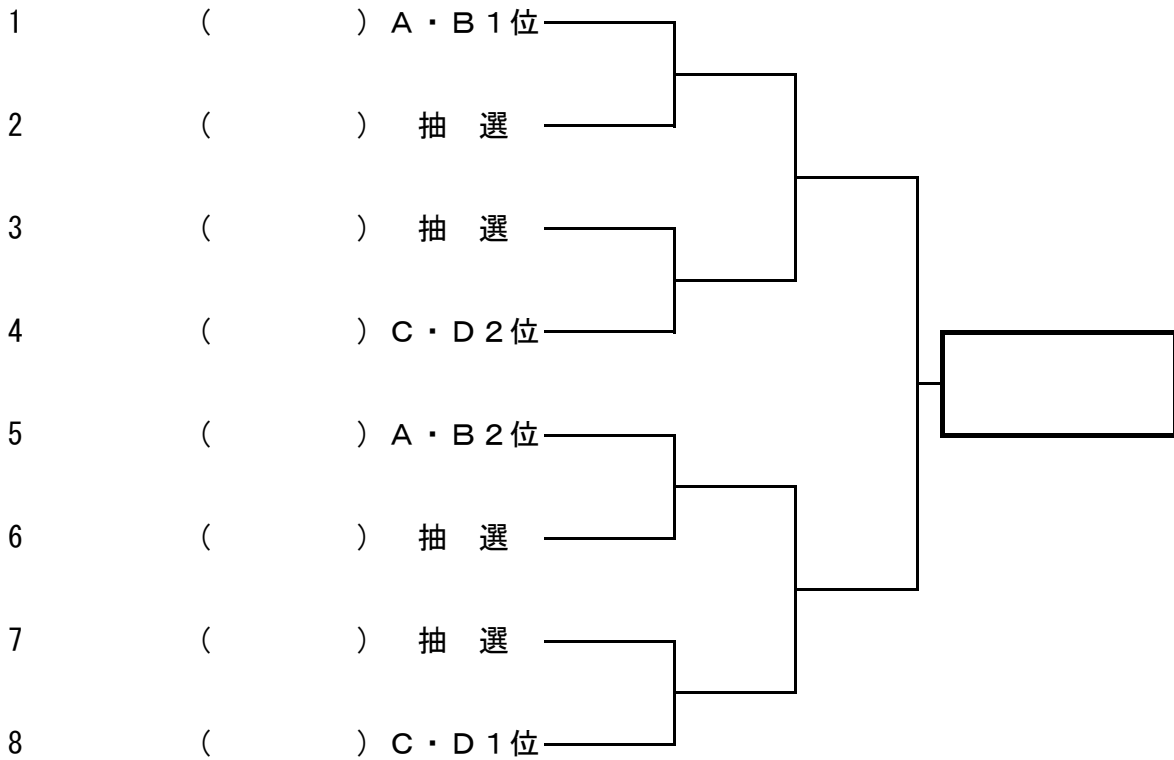 1 (  ) A・B1位
2 (  ) 抽 選
3 (  ) 抽 選
4 (  ) C・D2位
5 (  ) A・B2位
6 (  ) 抽 選
7 (  ) 抽 選
8 (  ) C・D1位